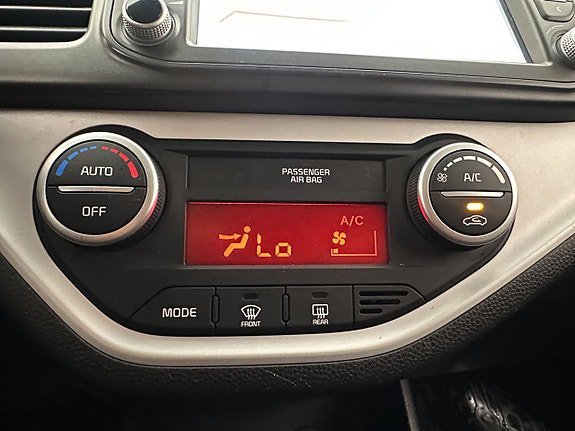 AUTO
OFF
PASSENGER
AIR BAG
A/C
A/C
Lo
MODE
FRONT
REAR